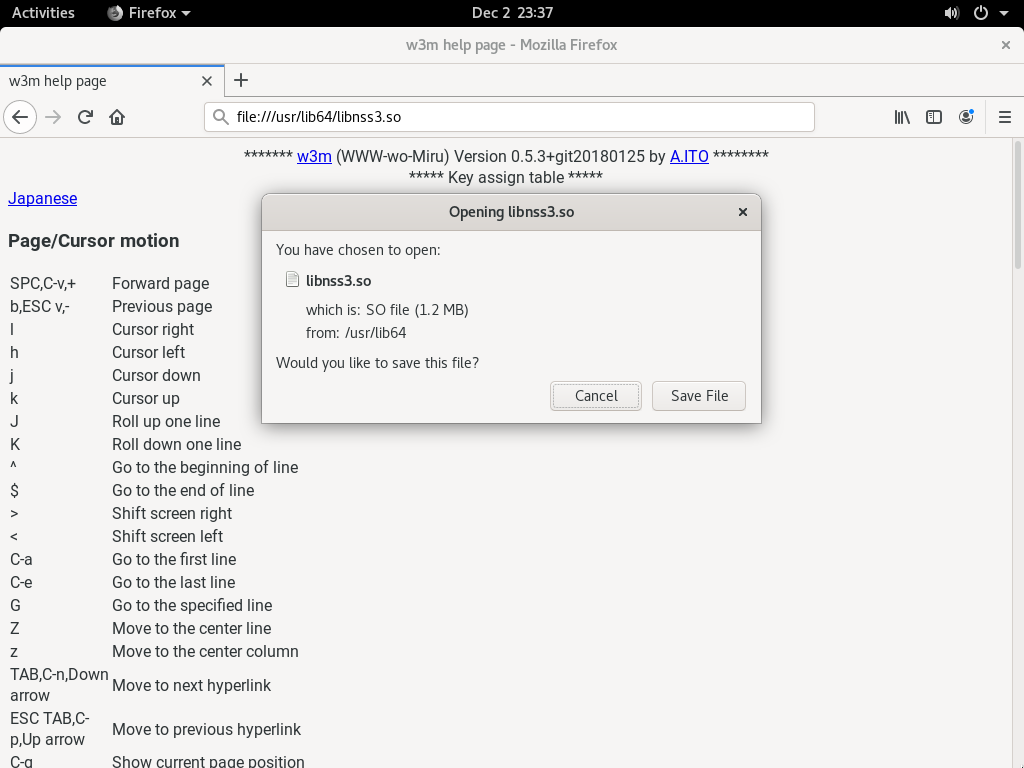 Activities Firefox Dec 2 23:37
w3m help page - Mozilla Firefox ×
w3m help page
file:///usr/lib64/libnss3.so
******* w3m (WWW-wo-Miru) Version 0.5.3+git20180125 by A.ITO ********
***** Key assign table *****
Japanese
Page/Cursor motion
SPC,C-v,+ Forward page
b,ESC v,- Previous page
l Cursor right
h Cursor left
j Cursor down
k Cursor up
J Roll up one line
K Roll down one line
^ Go to the beginning of line
$ Go to the end of line
> Shift screen right
< Shift screen left
C-a Go to the first line
C-e Go to the last line
G Go to the specified line
Z Move to the center line
z Move to the center column
TAB,C-n,Down
arrow Move to next hyperlink
ESC TAB,C-
p,Up arrow Move to previous hyperlink
C-g Show current page position
Opening libnss3.so
You have chosen to open:
libnss3.so
which is: SO file (1.2 MB)
from: /usr/lib64
Would you like to save this file?
Cancel Save File